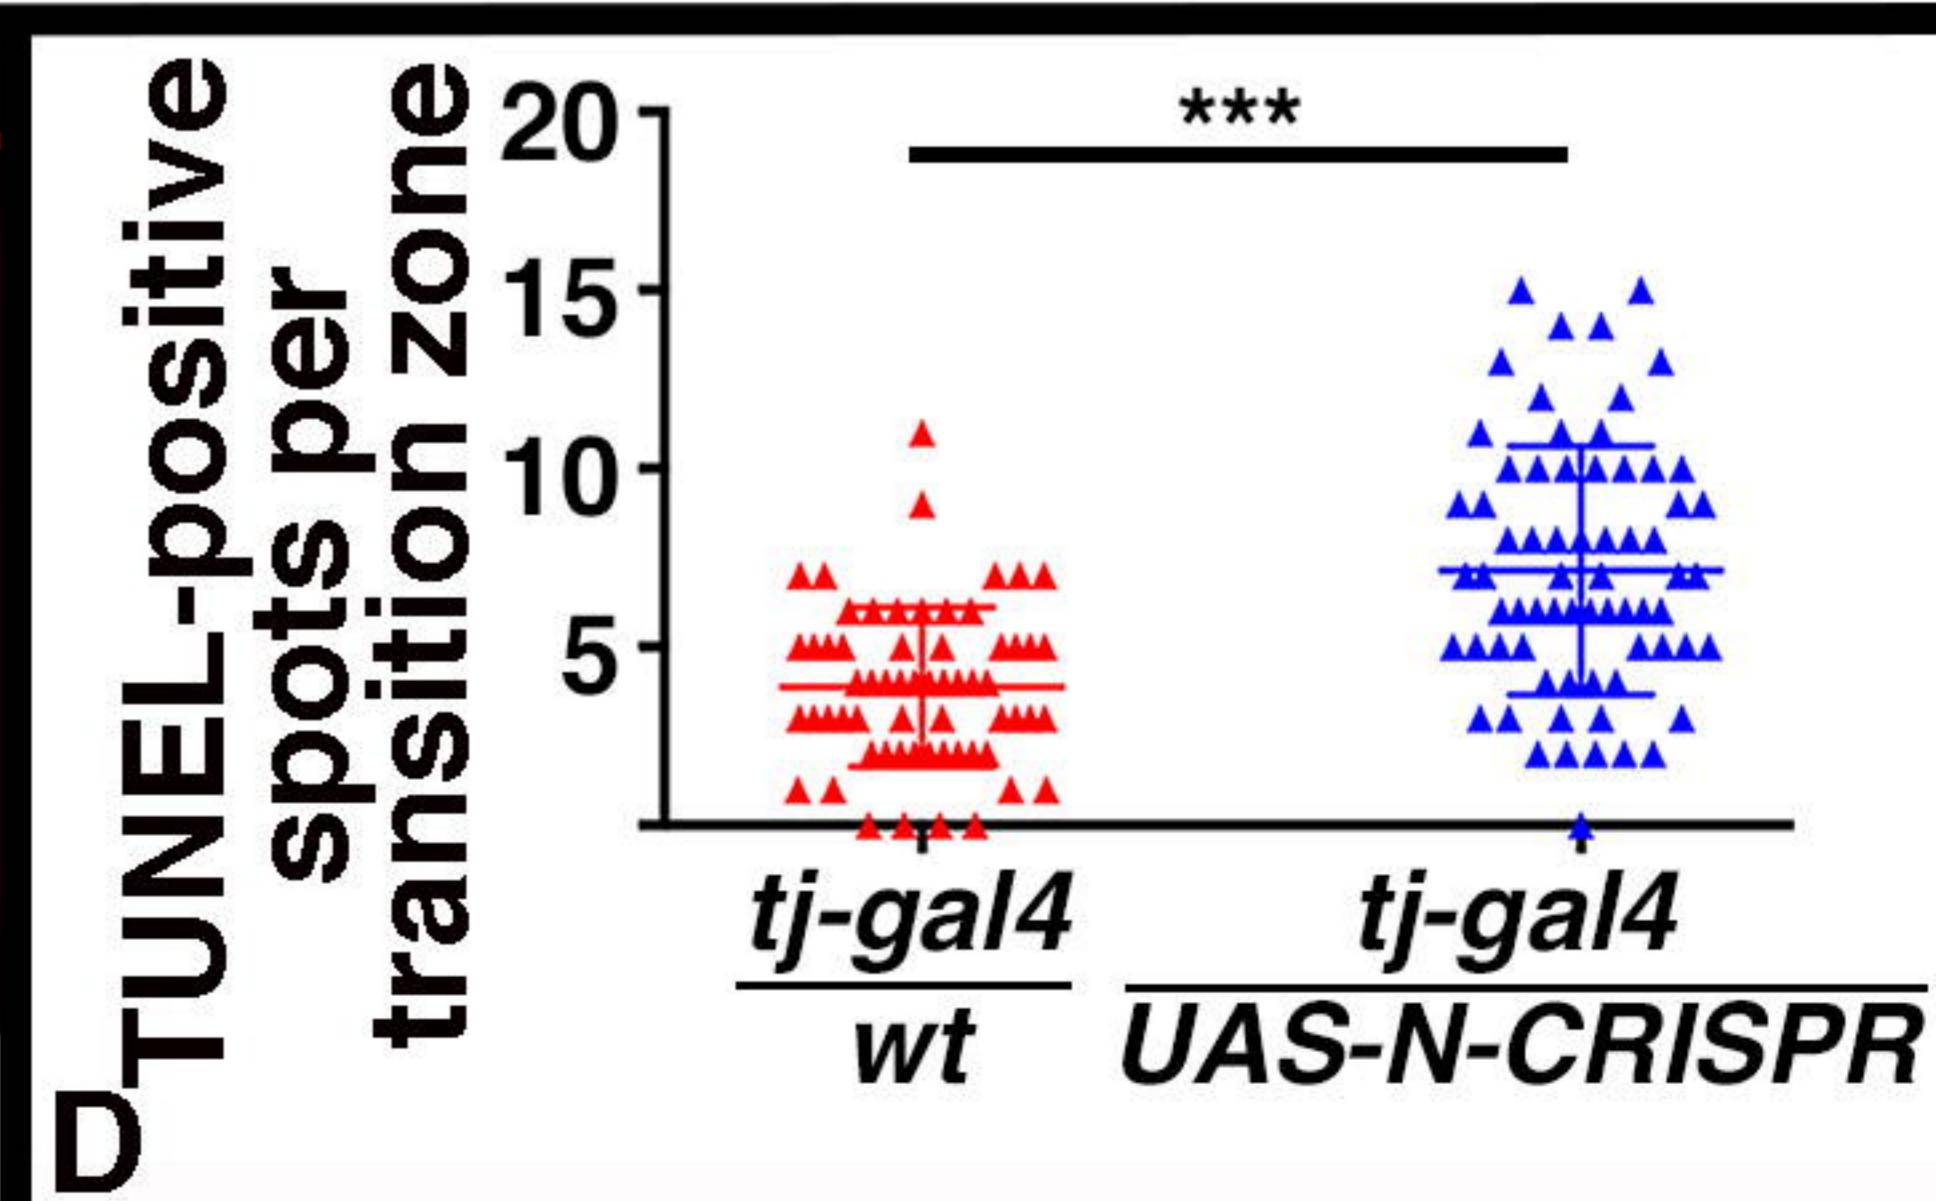 TUNEL-positive
spots per
transition zone
20
15
10
5
***
tj-gal4
wt
tj-gal4
UAS-N-CRISPR
D